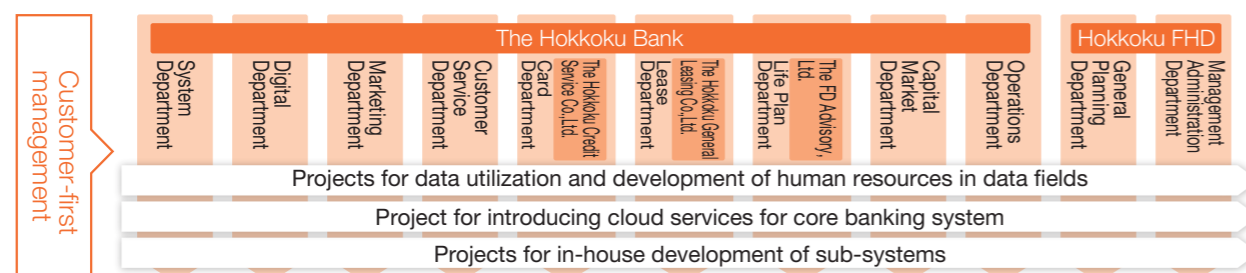 Customer-first
management
The Hokkoku Bank
Hokkoku FHD
System
Department
Digital
Department
Marketing
Department
Customer
Service
Department
Card
Department
The Hokkoku Credit
Service Co.,Ltd.
Lease
Department
The Hokkoku General
Leasing Co.,Ltd.
Life Plan
Department
The FD Advisory,
Ltd.
Capital
Market
Department
Operations
Department
General
Planning
Department
Management
Administration
Department
Projects for data utilization and development of human resources in data fields
Project for introducing cloud services for core banking system
Projects for in-house development of sub-systems